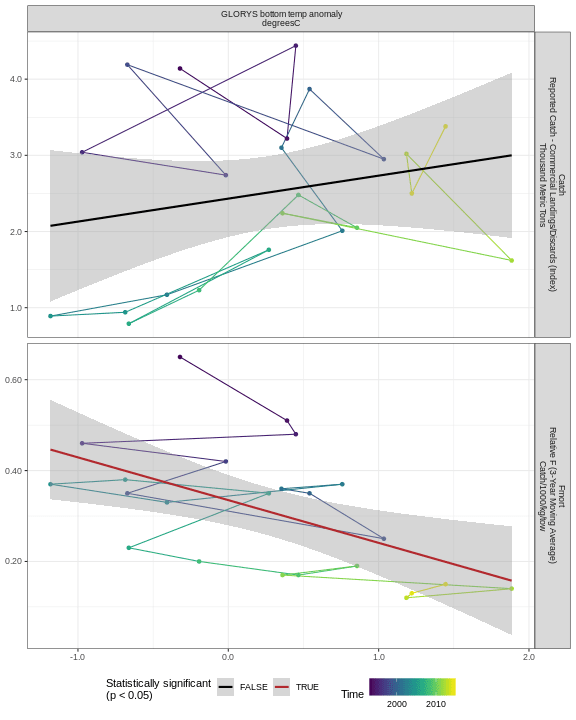 GLORYS bottom temp anomaly
degreesC
4.0
3.0
2.0
1.0
Catch
Reported Catch - Commercial Landings/Discards (Index)
Thousand Metric Tons
0.60
0.40
0.20
Fmort
Relative F (3-Year Moving Average)
Catch/1000/kg/tow
-1.0
0.0
1.0
2.0
Statistically significant
(p < 0.05)
FALSE
TRUE
Time
2000
2010